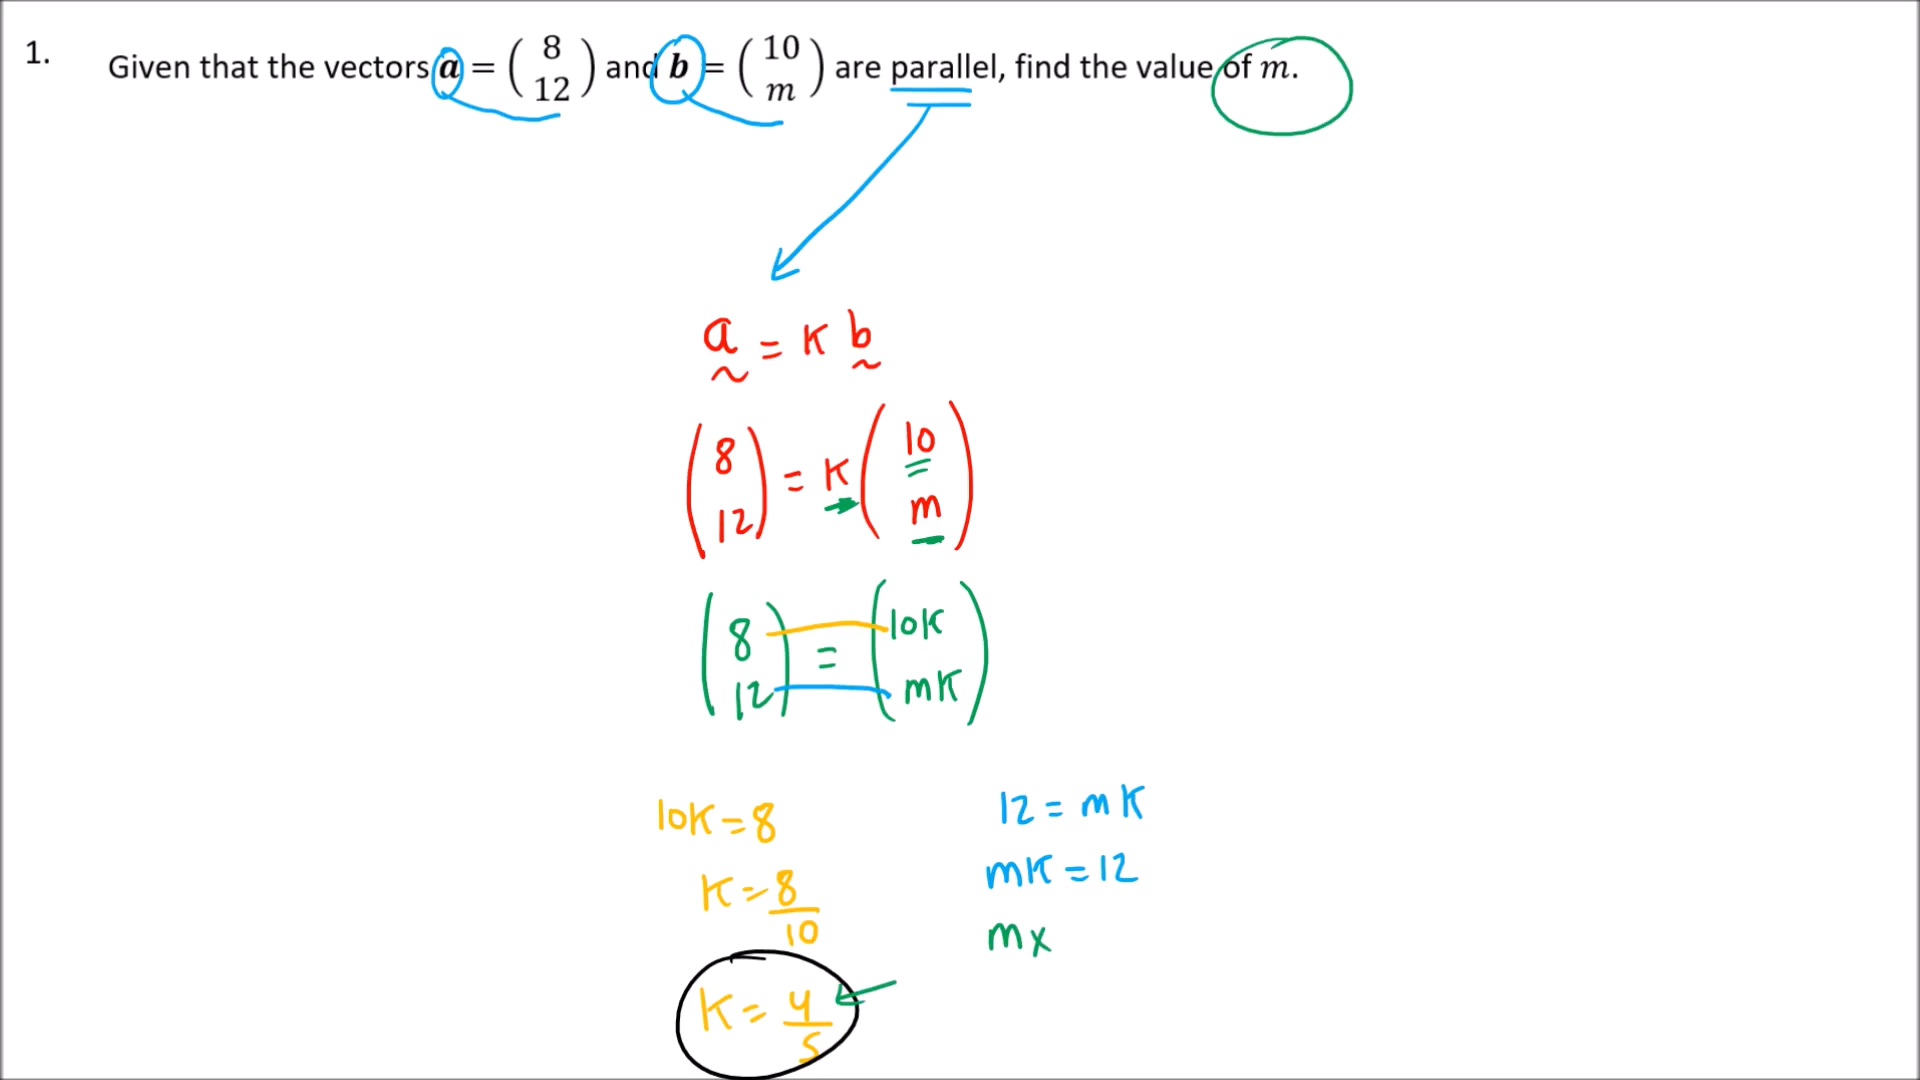 1. Given that the vectors a = ( 8 12 ) and b = ( 10 m ) are parallel, find the value of m.
a = K b
( 8 12 ) = K ( 10 m )
( 8 12 ) = ( 10K mK )
10K = 8
12 = mK
K = 8/10
mK = 12
mx
K = 4/5